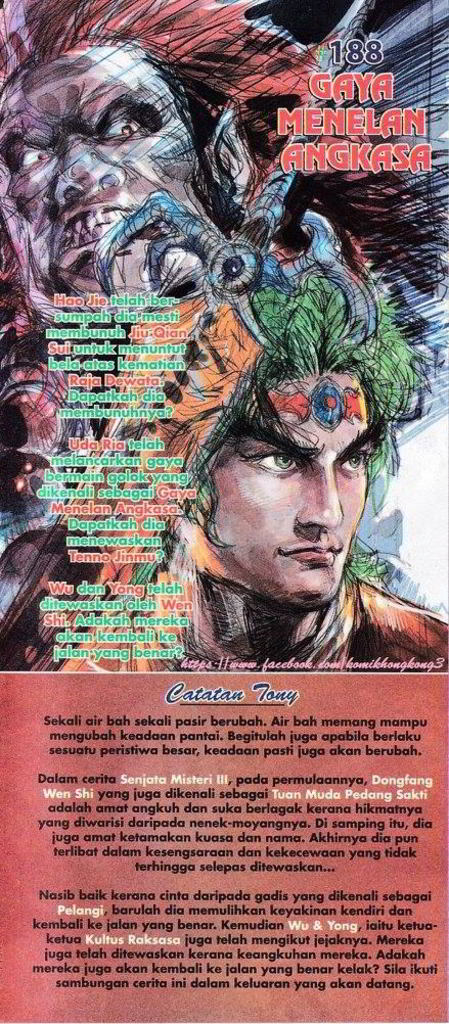 #188
GAYA
MENELAN
ANGKASA
Hao Jie telah ber-
sumpah dia mesti
membunuh Jiu Qian
Sui untuk menuntut
bela atas kematian
Raja Dewata.
Dapatkah dia
membunuhnya?
Uda Ria telah
melancarkan gaya
bermain golok yang
dikenali sebagai Gaya
Menelan Angkasa.
Dapatkah dia
menewaskan
Tenno Jinmu?
Wu dan Yong telah
ditewaskan oleh Wen
Shi. Adakah mereka
akan kembali ke
jalan yang benar?
https://www.facebook.com/komikhongkong3
Catatan Tony
Sekali air bah sekali pasir berubah. Air bah memang mampu
mengubah keadaan pantai. Begitulah juga apabila berlaku
sesuatu peristiwa besar, keadaan pasti juga akan berubah.
Dalam cerita Senjata Misteri III, pada permulaannya, Dongfang
Wen Shi yang juga dikenali sebagai Tuan Muda Pedang Sakti
adalah amat angkuh dan suka berlagak kerana hikmatnya
yang diwarisi daripada nenek-moyangnya. Di samping itu, dia
juga amat ketamakan kuasa dan nama. Akhirnya dia pun
terlibat dalam kesengsaraan dan kekecewaan yang tidak
terhingga selepas ditewaskan...
Nasib baik kerana cinta daripada gadis yang dikenali sebagai
Pelangi, barulah dia memulihkan keyakinan kendiri dan
kembali ke jalan yang benar. Kemudian Wu & Yong, iaitu ketua-
ketua Kultus Raksasa juga telah mengikut jejaknya. Mereka
juga telah ditewaskan kerana keangkuhan mereka. Adakah
mereka juga akan kembali ke jalan yang benar kelak? Sila ikuti
sambungan cerita ini dalam keluaran yang akan datang.